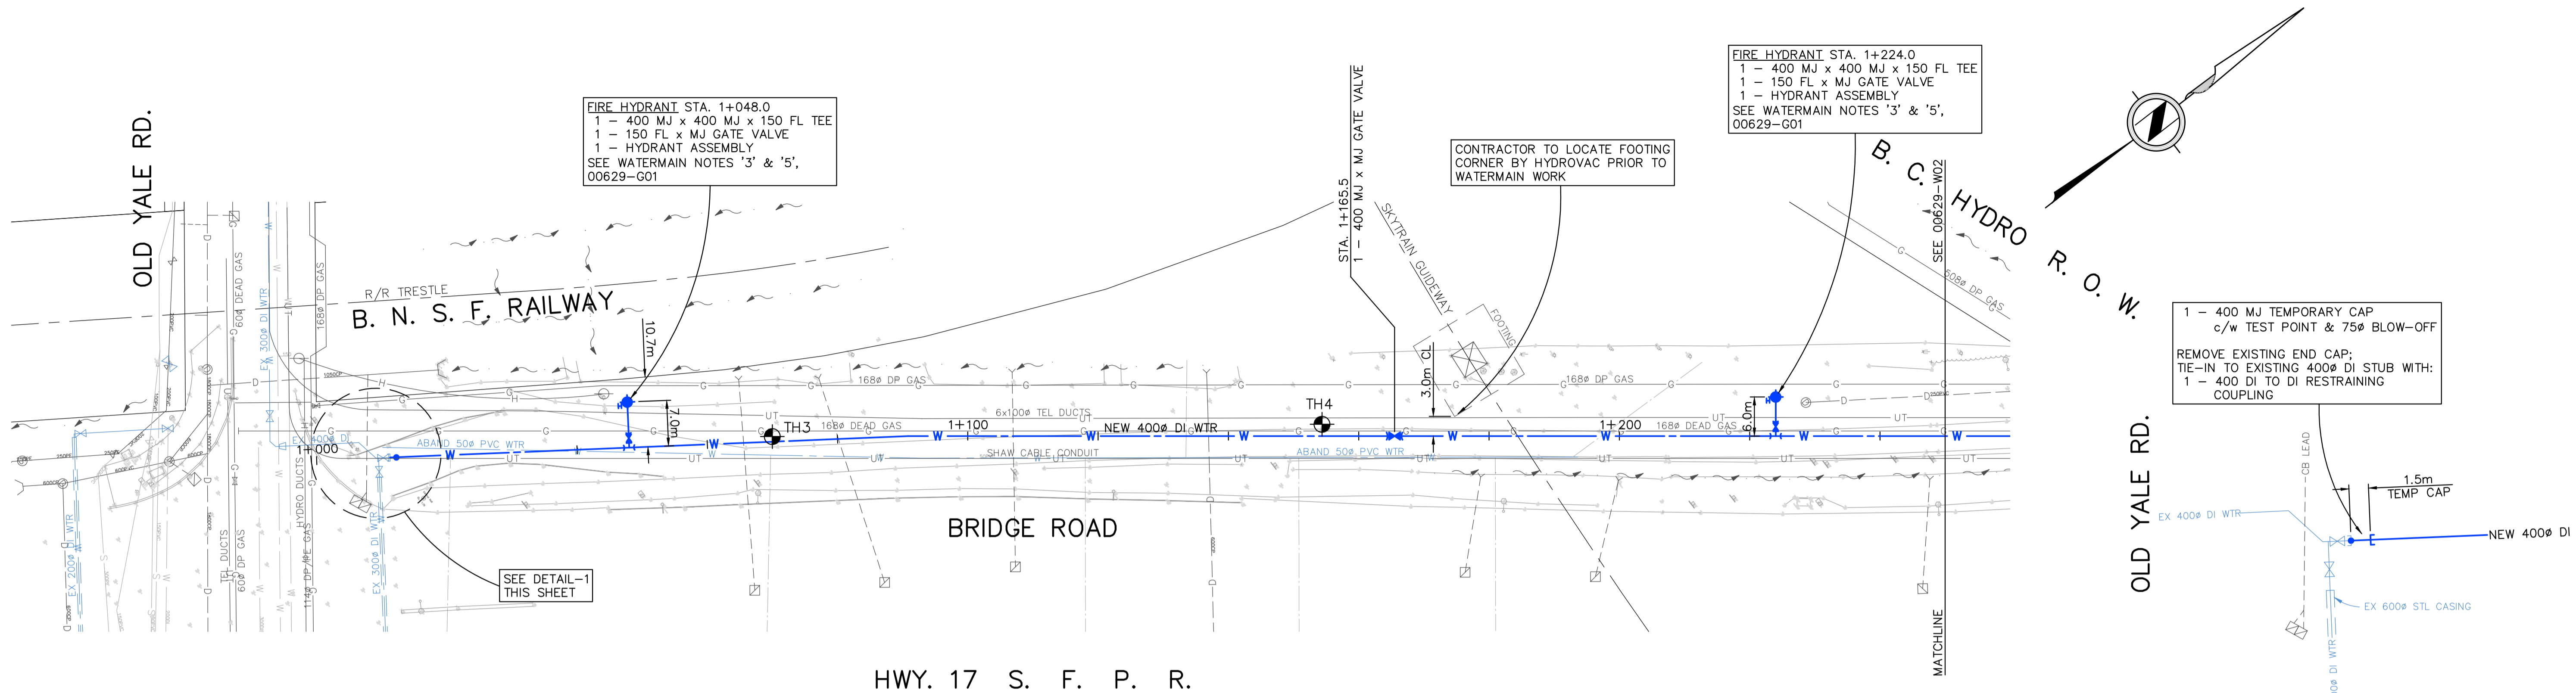 OLD YALE RD.
FIRE HYDRANT STA. 1+048.0
1 – 400 MJ x 400 MJ x 150 FL TEE
1 – 150 FL x MJ GATE VALVE
1 – HYDRANT ASSEMBLY
SEE WATERMAIN NOTES '3' & '5',
00629–G01
STA. 1+165.5
1 – 400 MJ x MJ GATE VALVE
CONTRACTOR TO LOCATE FOOTING
CORNER BY HYDROVAC PRIOR TO
WATERMAIN WORK
FIRE HYDRANT STA. 1+224.0
1 – 400 MJ x 400 MJ x 150 FL TEE
1 – 150 FL x MJ GATE VALVE
1 – HYDRANT ASSEMBLY
SEE WATERMAIN NOTES '3' & '5',
00629–G01
B. C. HYDRO R. O. W.
SEE 00629–W02
MATCHLINE
SKYTRAIN GUIDEWAY
FOOTING
R/R TRESTLE
B. N. S. F. RAILWAY
60ø DEAD GAS
EX 300ø DI WTR
168ø DP GAS
508ø DP GAS
10.7m
7.0m
3.0m CL
6.0m
168ø DP GAS
168ø DP GAS
6x100ø TEL DUCTS
168ø DEAD GAS
168ø DEAD GAS
TH3
TH4
1+000
1+100
1+200
NEW 400ø DI WTR
EX 400ø DI
ABAND 50ø PVC WTR
ABAND 50ø PVC WTR
SHAW CABLE CONDUIT
HYDRO DUCTS
TEL DUCTS
60ø DP GAS
114ø DP/IPE GAS
EX 200ø DI WTR
EX 300ø DI WTR
SEE DETAIL–1
THIS SHEET
BRIDGE ROAD
HWY. 17 S. F. P. R.
1 – 400 MJ TEMPORARY CAP
c/w TEST POINT & 75ø BLOW–OFF
REMOVE EXISTING END CAP;
TIE–IN TO EXISTING 400ø DI STUB WITH:
1 – 400 DI TO DI RESTRAINING
COUPLING
OLD YALE RD.
CB LEAD
1.5m
TEMP CAP
EX 400ø DI WTR
NEW 400ø DI
EX 600ø STL CASING